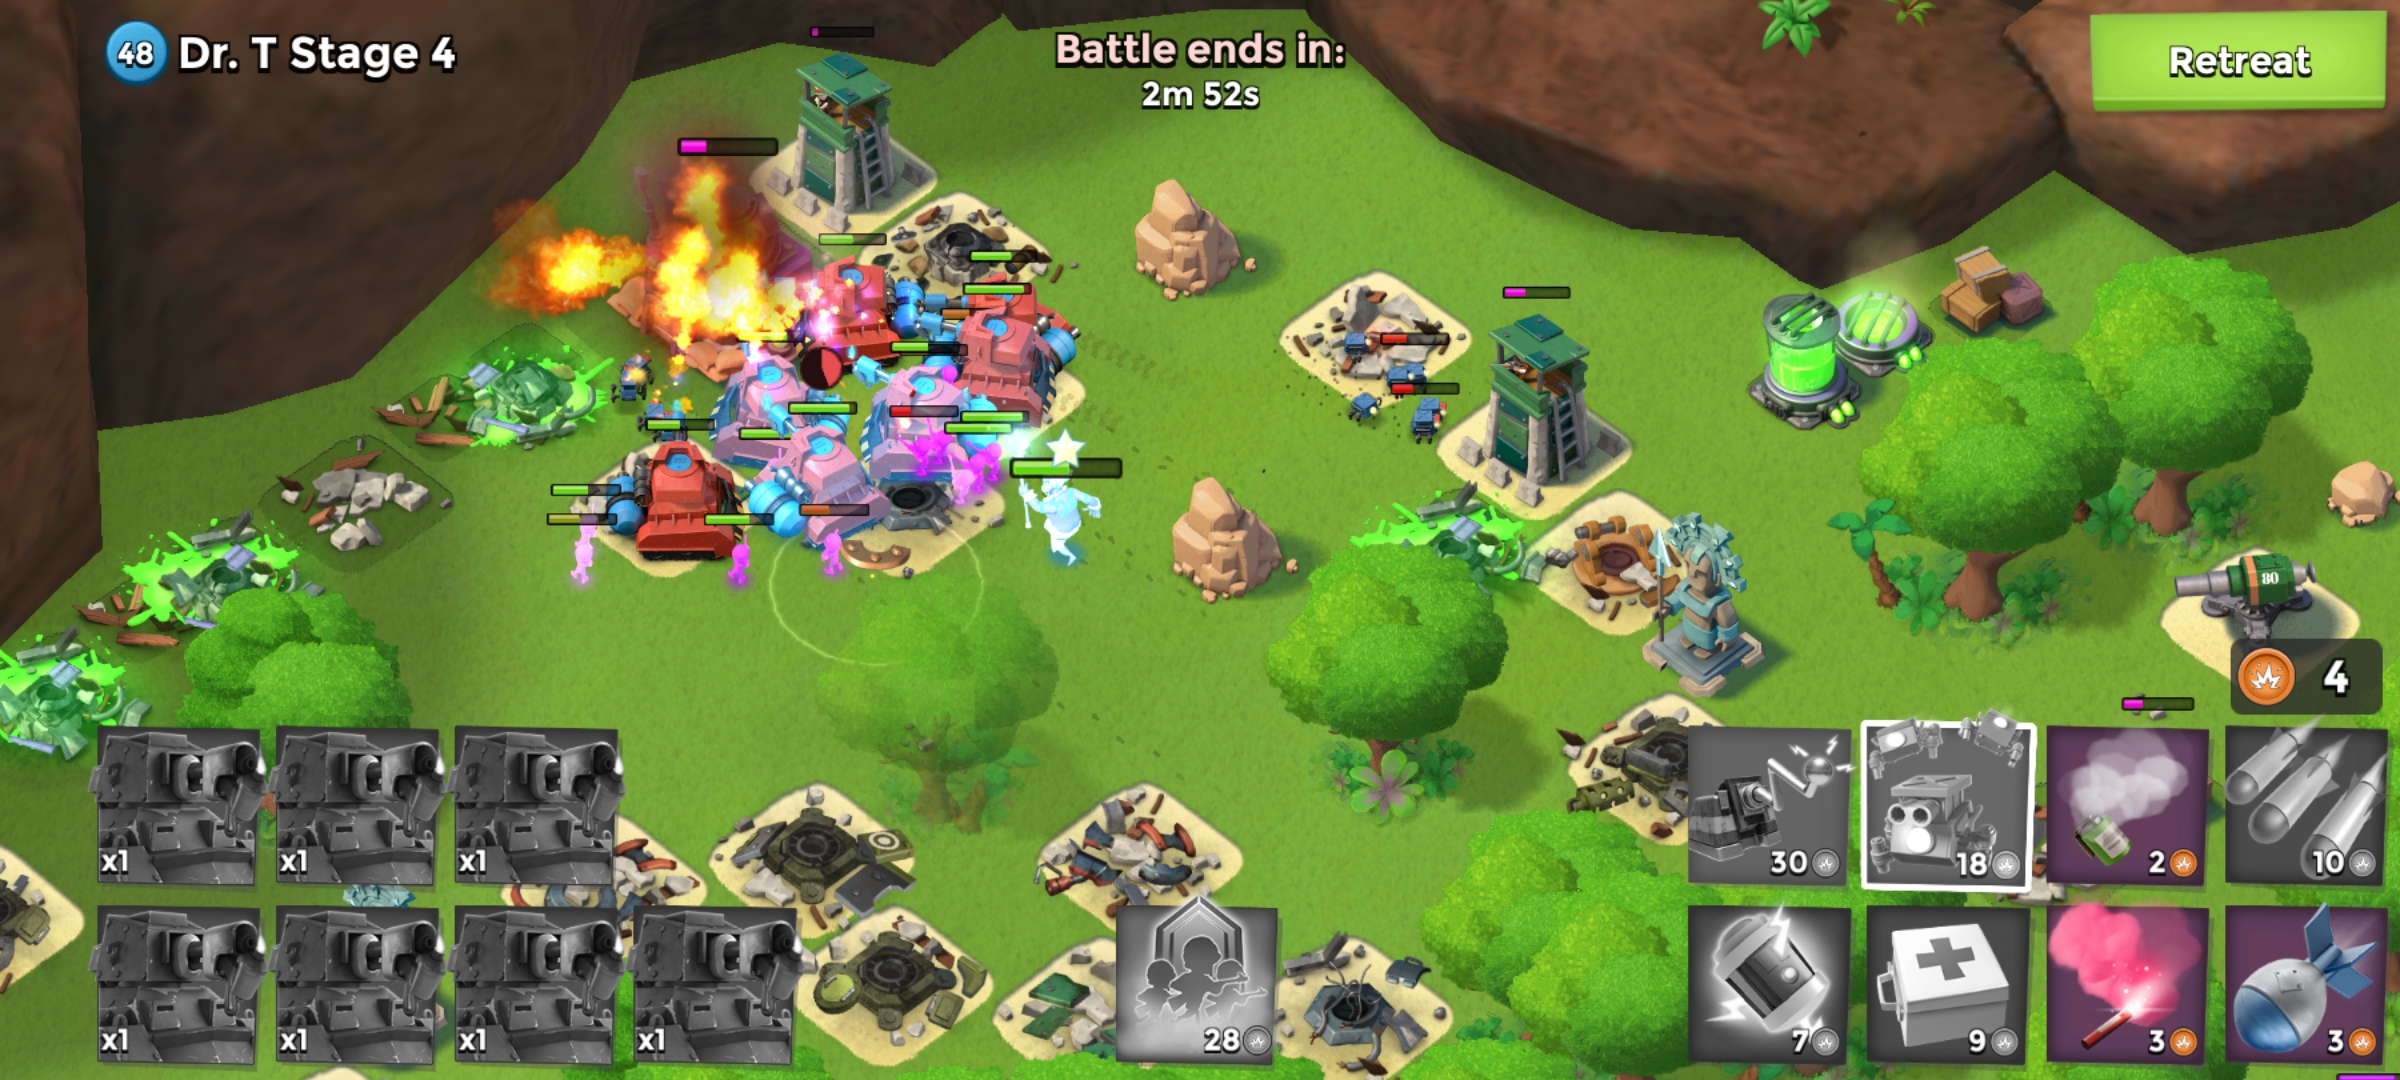 48 Dr. T Stage 4
Battle ends in:
2m 52s
Retreat
80
4
x1 x1 x1
30 18 2 10
x1 x1 x1 x1
28
7 9 3 3